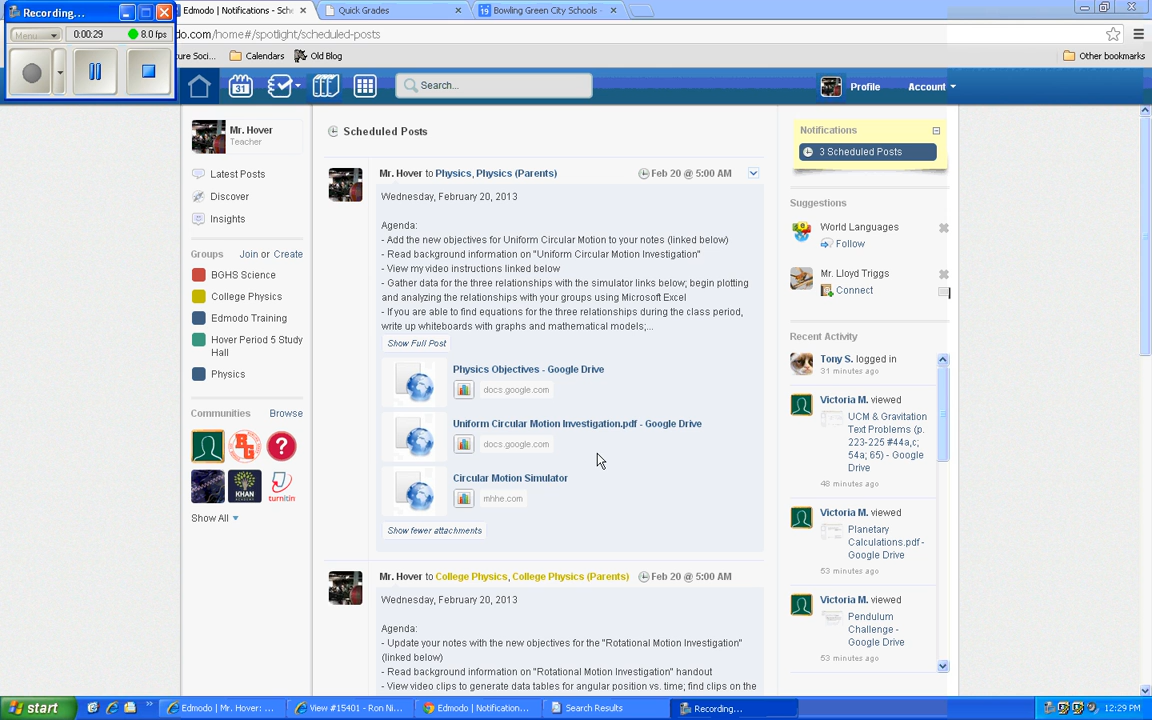 Recording...
Menu
0:00:29
8.0 fps
Edmodo | Notifications - Sche
Quick Grades
Bowling Green City Schools -
do.com/home#/spotlight/scheduled-posts
ure Soci...
Calendars
Old Blog
Other bookmarks
31
Search...
Profile
Account
Mr. Hover
Teacher
Latest Posts
Discover
Insights
Groups
Join or Create
BGHS Science
College Physics
Edmodo Training
Hover Period 5 Study
Hall
Physics
Communities
Browse
KHAN
turnitin
Show All
Scheduled Posts
Mr. Hover to Physics, Physics (Parents)
Feb 20 @ 5:00 AM
Wednesday, February 20, 2013
Agenda:
- Add the new objectives for Uniform Circular Motion to your notes (linked below)
- Read background information on "Uniform Circular Motion Investigation"
- View my video instructions linked below
- Gather data for the three relationships with the simulator links below; begin plotting
and analyzing the relationships with your groups using Microsoft Excel
- If you are able to find equations for the three relationships during the class period,
write up whiteboards with graphs and mathematical models;...
Show Full Post
Physics Objectives - Google Drive
docs.google.com
Uniform Circular Motion Investigation.pdf - Google Drive
docs.google.com
Circular Motion Simulator
mhhe.com
Show fewer attachments
Mr. Hover to College Physics, College Physics (Parents)
Feb 20 @ 5:00 AM
Wednesday, February 20, 2013
Agenda:
- Update your notes with the new objectives for the "Rotational Motion Investigation"
(linked below)
- Read background information on "Rotational Motion Investigation" handout
- View video clips to generate data tables for angular position vs. time; find clips on the
Notifications
3 Scheduled Posts
Suggestions
World Languages
Follow
Mr. Lloyd Triggs
Connect
Recent Activity
Tony S. logged in
31 minutes ago
Victoria M. viewed
UCM & Gravitation
Text Problems (p.
223-225 #44a,c;
54a; 65) - Google
Drive
48 minutes ago
Victoria M. viewed
Planetary
Calculations.pdf -
Google Drive
53 minutes ago
Victoria M. viewed
Pendulum
Challenge -
Google Drive
53 minutes ago
start
Edmodo | Mr. Hover: ...
View #15401 - Ron Ni...
Edmodo | Notification...
Search Results
Recording...
12:29 PM